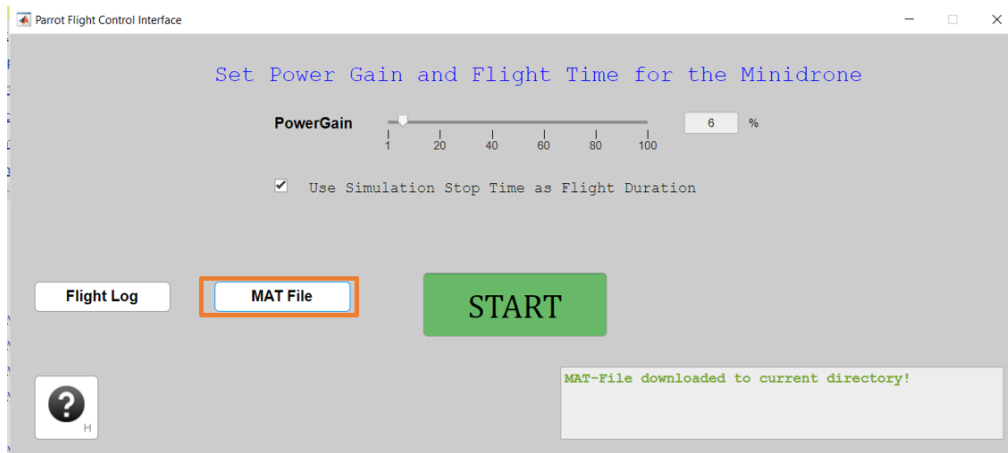 Parrot Flight Control Interface
Set Power Gain and Flight Time for the Minidrone
PowerGain
6 %
1 20 40 60 80 100
Use Simulation Stop Time as Flight Duration
Flight Log
MAT File
START
MAT-File downloaded to current directory!
?
H